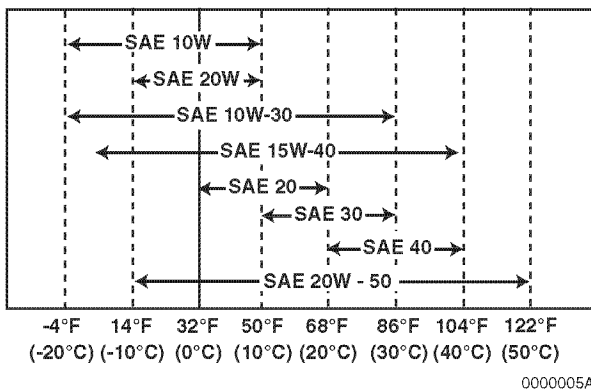 SAE 10W
SAE 20W
SAE 10W-30
SAE 15W-40
SAE 20
SAE 30
SAE 40
SAE 20W - 50
-4°F 14°F 32°F 50°F 68°F 86°F 104°F 122°F
(-20°C) (-10°C) (0°C) (10°C) (20°C) (30°C) (40°C) (50°C)
0000005A